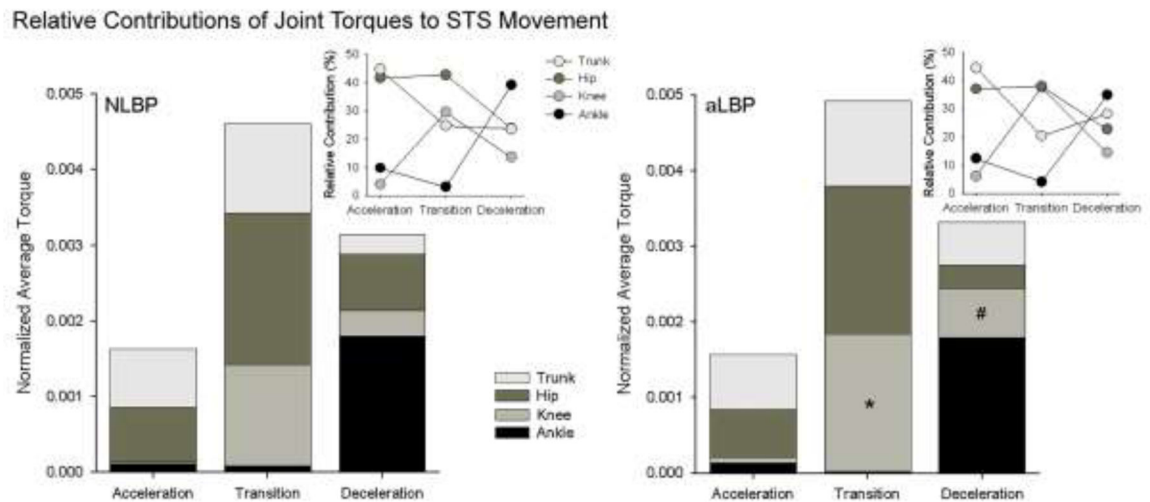 Relative Contributions of Joint Torques to STS Movement
NLBP
Normalized Average Torque
0.005
0.004
0.003
0.002
0.001
0.000
Acceleration Transition Deceleration
Relative Contribution (%)
50
40
30
20
10
0
Acceleration Transition Deceleration
Trunk
Hip
Knee
Ankle
Trunk
Hip
Knee
Ankle
aLBP
Normalized Average Torque
0.005
0.004
0.003
0.002
0.001
0.000
*
#
Acceleration Transition Deceleration
Relative Contribution (%)
50
40
30
20
10
0
Acceleration Transition Deceleration